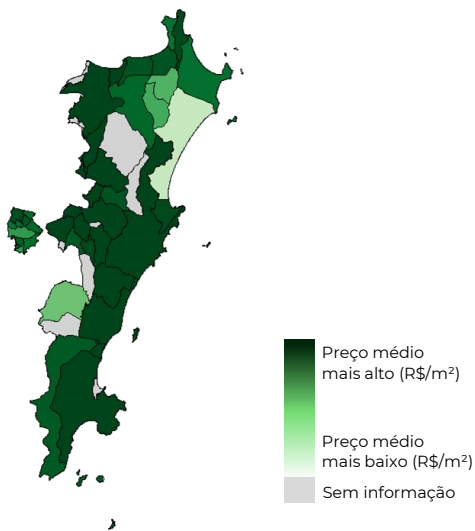 Preço médio
mais alto (R$/m²)
Preço médio
mais baixo (R$/m²)
Sem informação